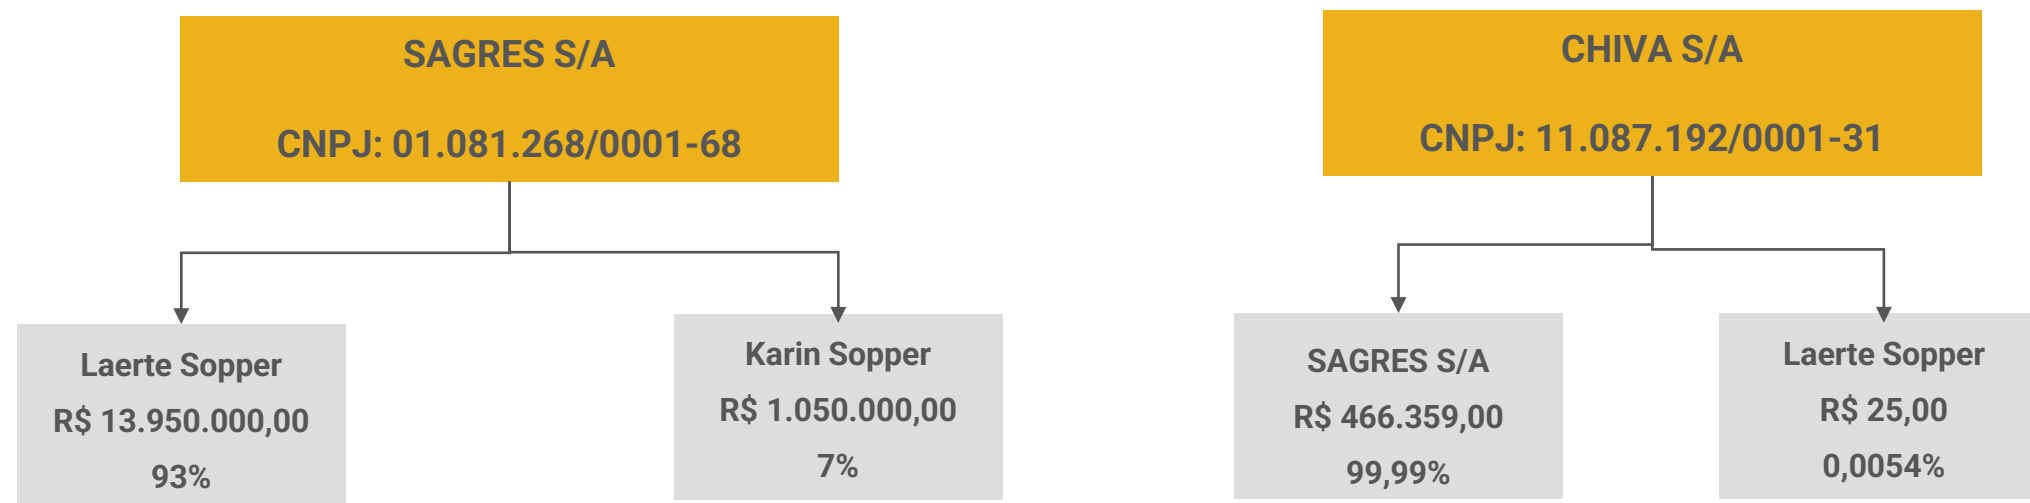 SAGRES S/A
CNPJ: 01.081.268/0001-68
Laerte Sopper
R$ 13.950.000,00
93%
Karin Sopper
R$ 1.050.000,00
7%
CHIVA S/A
CNPJ: 11.087.192/0001-31
SAGRES S/A
R$ 466.359,00
99,99%
Laerte Sopper
R$ 25,00
0,0054%